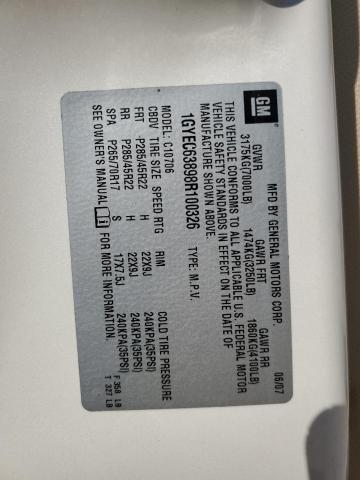 GM
MFD BY GENERAL MOTORS CORP. 06/07
GVWR GAWR FRT GAWR RR
3175KG(7000LB) 1474KG(3250LB) 1860KG(4100LB)
THIS VEHICLE CONFORMS TO ALL APPLICABLE U.S. FEDERAL MOTOR
VEHICLE SAFETY STANDARDS IN EFFECT ON THE DATE OF
MANUFACTURE SHOWN ABOVE.
1GYEC63898R100326 TYPE: M.P.V.
MODEL: C10706
CBDV TIRE SIZE SPEED RTG RIM COLD TIRE PRESSURE
FRT P285/45R22 H 22X9J 240KPA(35PSI)
RR P285/45R22 H 22X9J 240KPA(35PSI)
SPA P265/70R17 S 17X7.5J 240KPA(35PSI)
SEE OWNER'S MANUAL i FOR MORE INFORMATION.
F 358 LB
T 327 LB